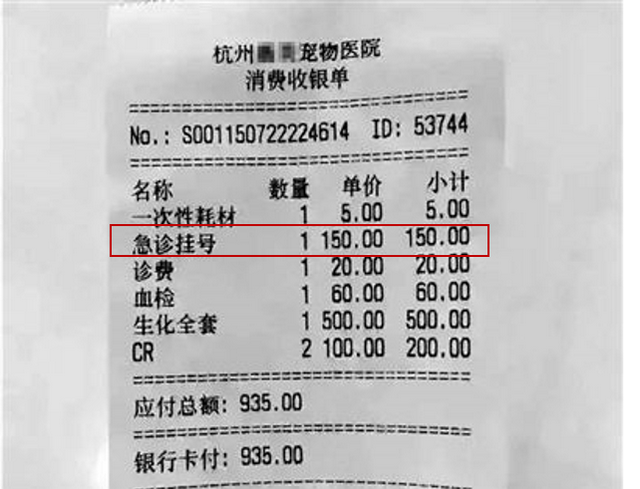 杭州宠物医院
消费收银单
No.: S001150722224614 ID: 53744
名称 数量 单价 小计
一次性耗材 1 5.00 5.00
急诊挂号 1 150.00 150.00
诊费 1 20.00 20.00
血检 1 60.00 60.00
生化全套 1 500.00 500.00
CR 2 100.00 200.00
应付总额: 935.00
银行卡付: 935.00